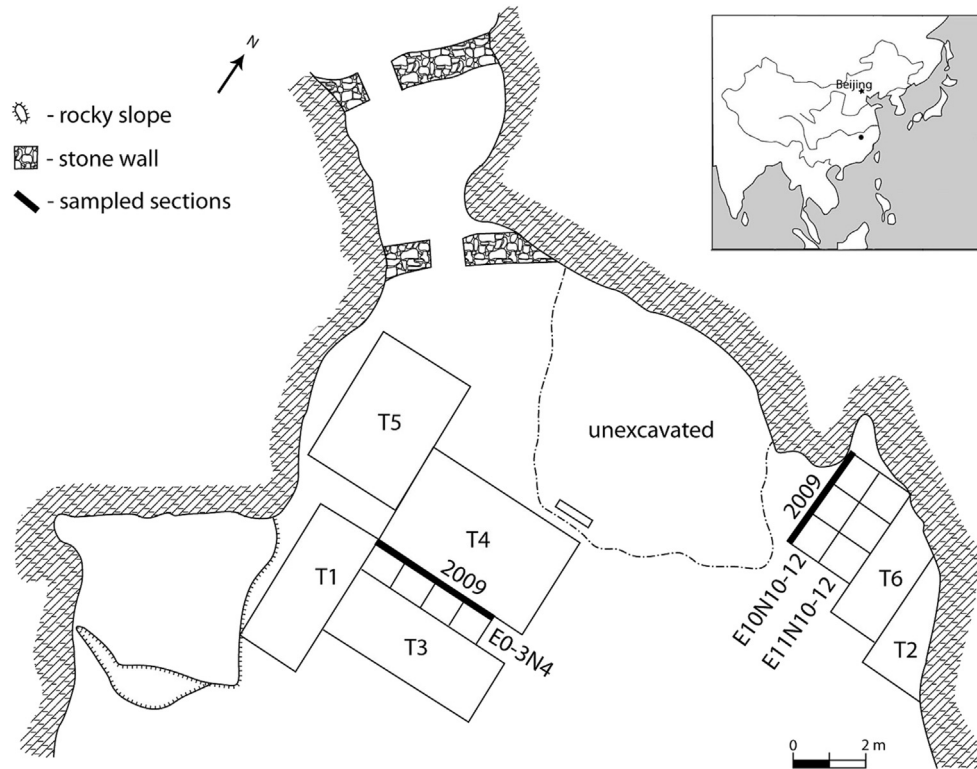 N
- rocky slope
- stone wall
- sampled sections
Beijing
T5
unexcavated
T4
2009
T1
T3
E0-3N4
2009
E10N10-12
E11N10-12
T6
T2
0 2 m